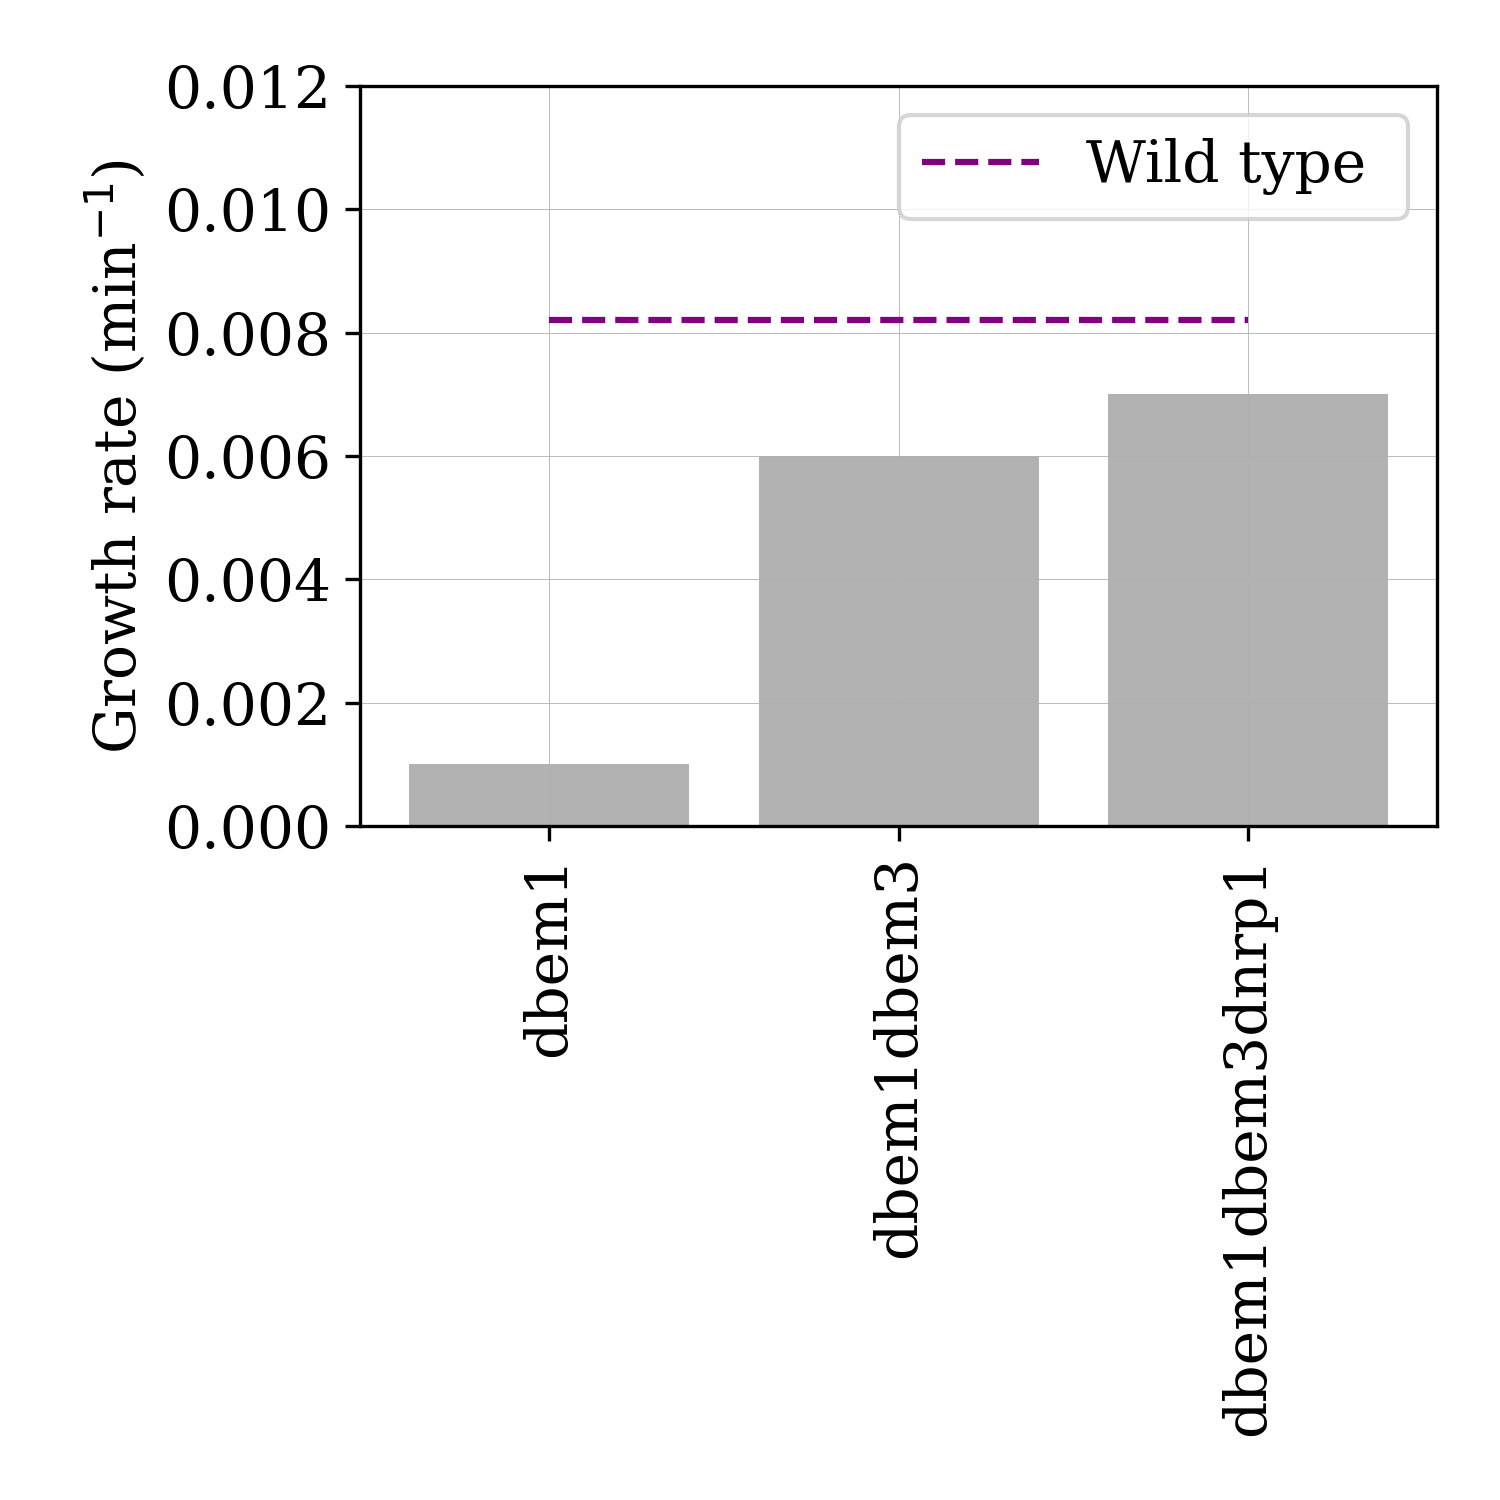 0.012
0.010
0.008
0.006
0.004
0.002
0.000
Growth rate (min⁻¹)
Wild type
dbem1
dbem1dbem3
dbem1dbem3dnrp1